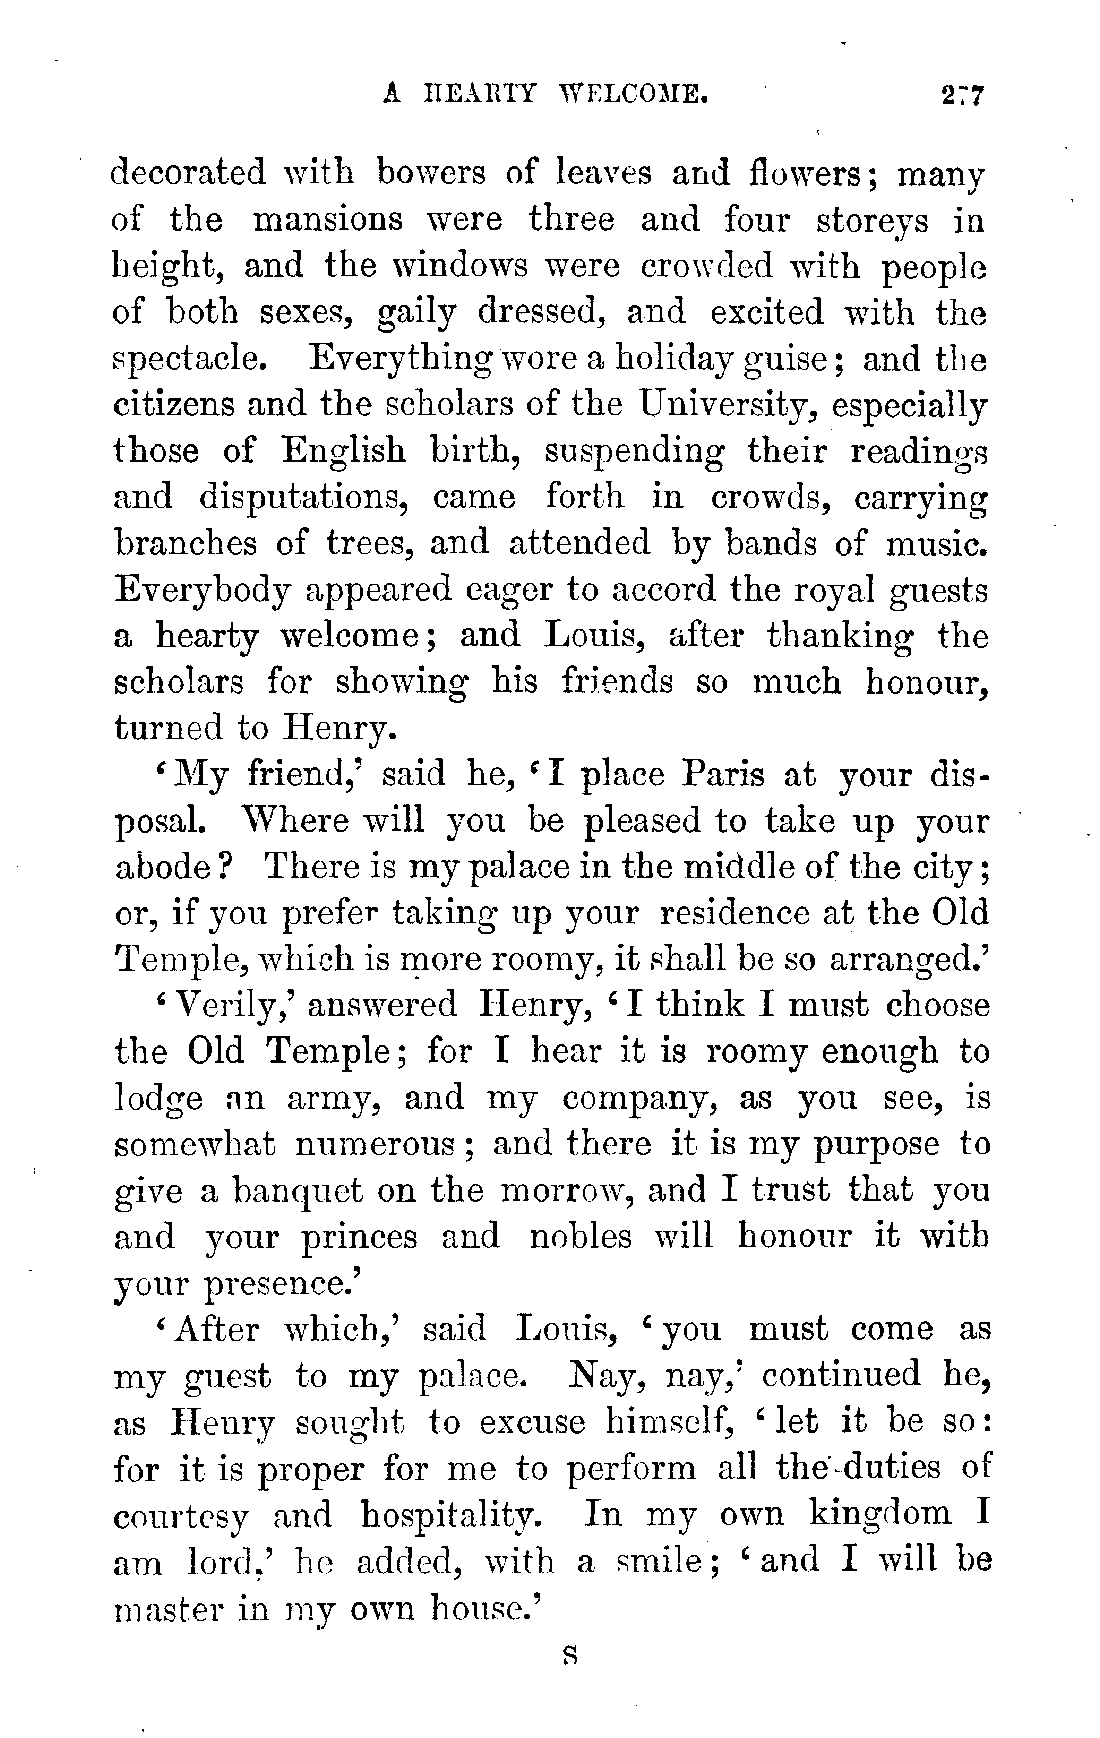 A HEARTY WELCOME. 277
decorated with bowers of leaves and flowers; many
of the mansions were three and four storeys in
height, and the windows were crowded with people
of both sexes, gaily dressed, and excited with the
spectacle. Everything wore a holiday guise; and the
citizens and the scholars of the University, especially
those of English birth, suspending their readings
and disputations, came forth in crowds, carrying
branches of trees, and attended by bands of music.
Everybody appeared eager to accord the royal guests
a hearty welcome; and Louis, after thanking the
scholars for showing his friends so much honour,
turned to Henry.
‘My friend,’ said he, ‘I place Paris at your dis-
posal. Where will you be pleased to take up your
abode? There is my palace in the middle of the city;
or, if you prefer taking up your residence at the Old
Temple, which is more roomy, it shall be so arranged.’
‘Verily,’ answered Henry, ‘I think I must choose
the Old Temple; for I hear it is roomy enough to
lodge an army, and my company, as you see, is
somewhat numerous; and there it is my purpose to
give a banquet on the morrow, and I trust that you
and your princes and nobles will honour it with
your presence.’
‘After which,’ said Louis, ‘you must come as
my guest to my palace. Nay, nay,’ continued he,
as Henry sought to excuse himself, ‘let it be so:
for it is proper for me to perform all the duties of
courtesy and hospitality. In my own kingdom I
am lord,’ he added, with a smile; ‘and I will be
master in my own house.’
S